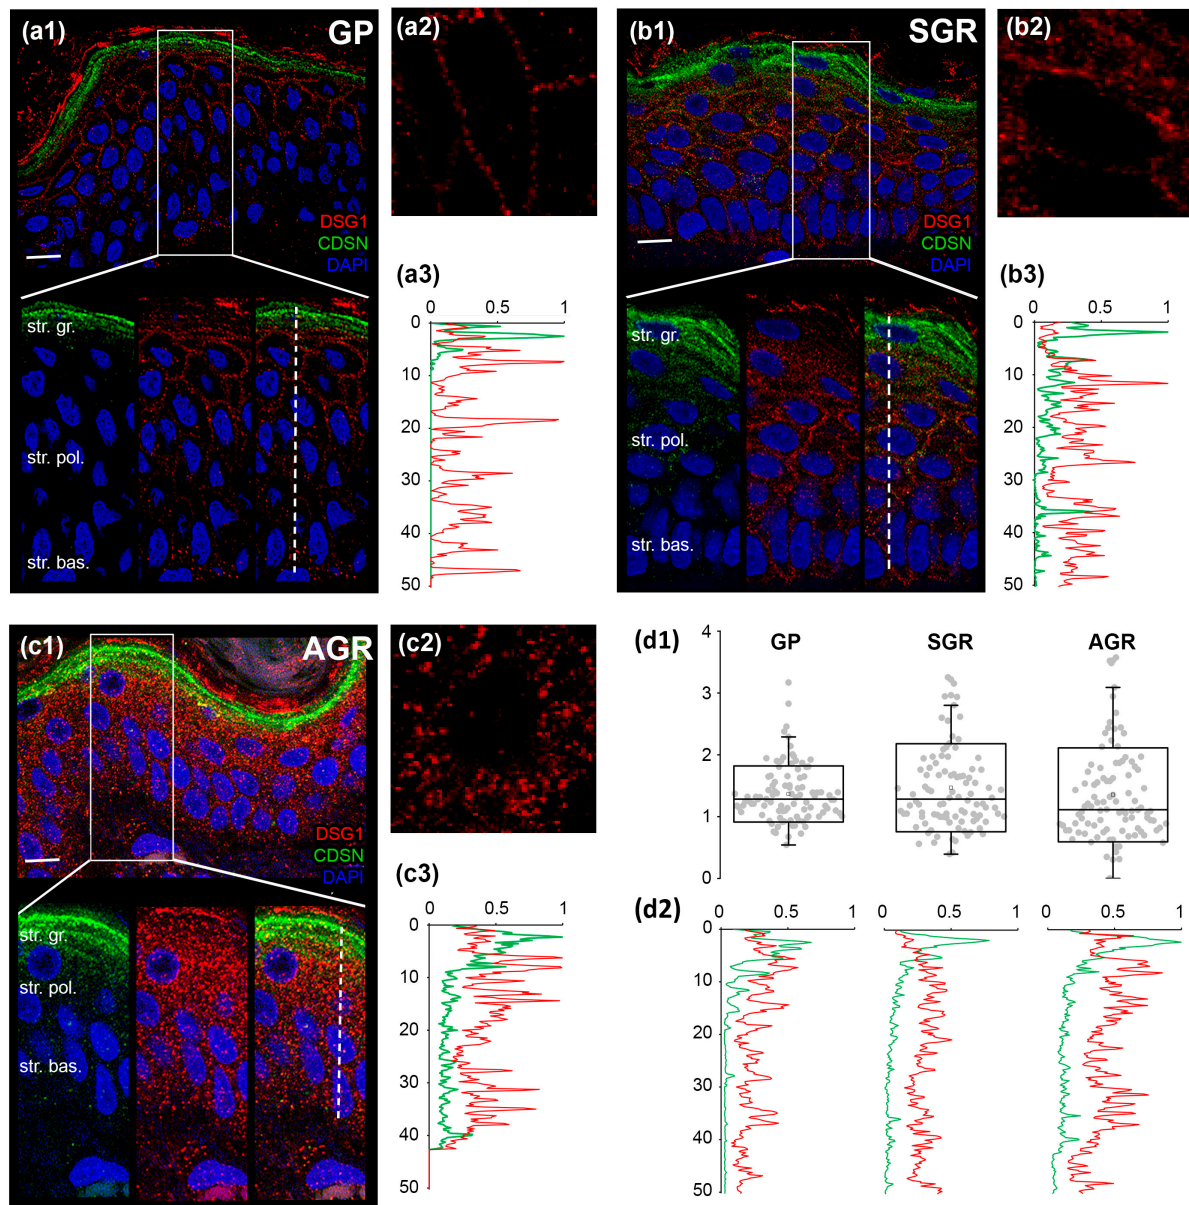 (a1) GP
DSG1
CDSN
DAPI
str. gr.
str. pol.
str. bas.
(a2)
(a3)
0 0.5 1
0
10
20
30
40
50
(b1) SGR
DSG1
CDSN
DAPI
str. gr.
str. pol.
str. bas.
(b2)
(b3)
0 0.5 1
0
10
20
30
40
50
(c1) AGR
DSG1
CDSN
DAPI
str. gr.
str. pol.
str. bas.
(c2)
(c3)
0 0.5 1
0
10
20
30
40
50
(d1)
GP SGR AGR
4
3
2
1
0
(d2)
0 0.5 1 0 0.5 1 0 0.5 1
0
10
20
30
40
50